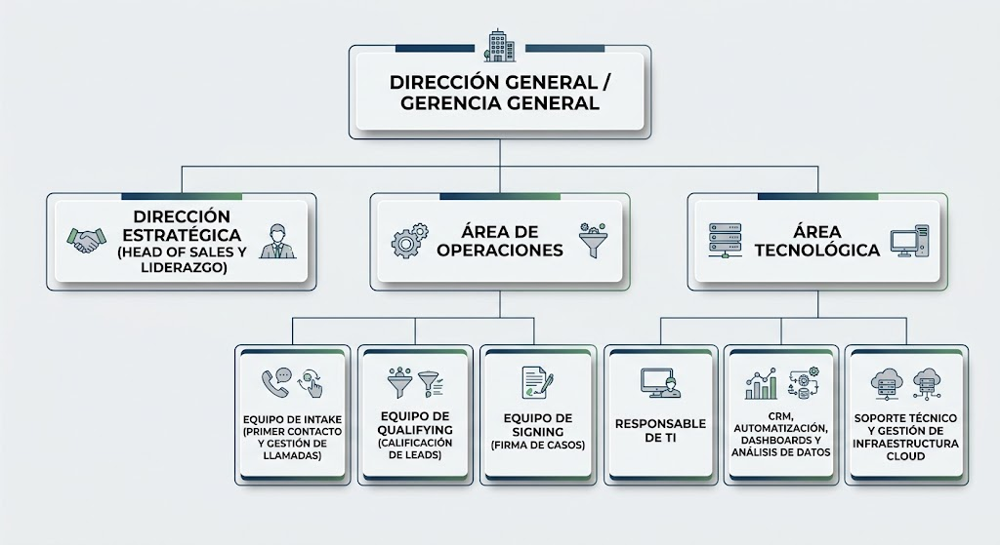 DIRECCIÓN GENERAL /
GERENCIA GENERAL
DIRECCIÓN
ESTRATÉGICA
(HEAD OF SALES Y
LIDERAZGO)
ÁREA DE
OPERACIONES
ÁREA
TECNOLÓGICA
EQUIPO DE INTAKE
(PRIMER CONTACTO
Y GESTIÓN DE
LLAMADAS)
EQUIPO DE
QUALIFYING
(CALIFICACIÓN
DE LEADS)
EQUIPO DE
SIGNING
(FIRMA DE CASOS)
RESPONSABLE
DE TI
CRM,
AUTOMATIZACIÓN,
DASHBOARDS Y
ANÁLISIS DE DATOS
SOPORTE TÉCNICO
Y GESTIÓN DE
INFRAESTRUCTURA
CLOUD